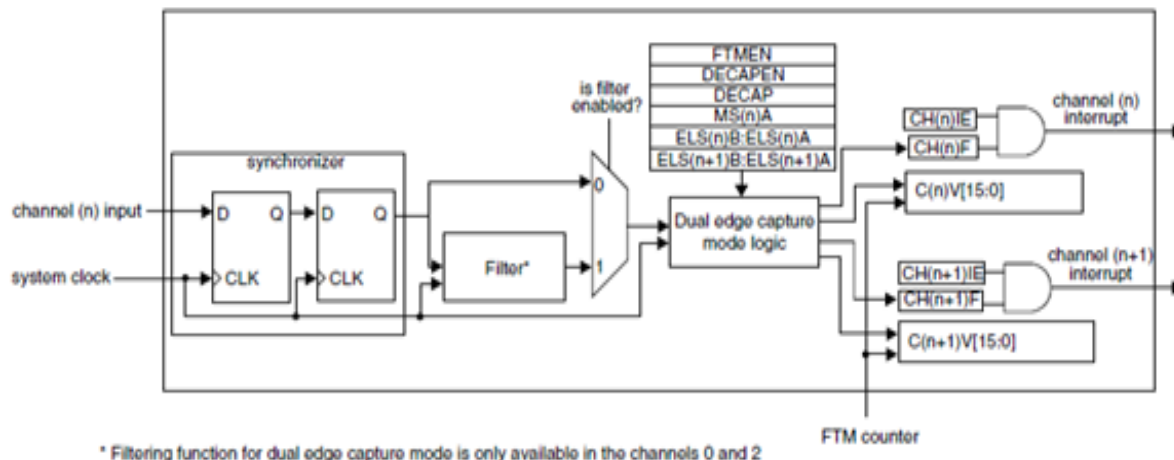 FTMEN
DECAPEN
DECAP
MS(n)A
ELS(n)B:ELS(n)A
ELS(n+1)B:ELS(n+1)A
is filter
enabled?
synchronizer
channel (n) input
D Q
D Q
CLK
CLK
system clock
Filter*
0
1
Dual edge capture
mode logic
CH(n)IE
CH(n)F
channel (n)
interrupt
C(n)V[15:0]
CH(n+1)IE
CH(n+1)F
channel (n+1)
interrupt
C(n+1)V[15:0]
FTM counter
* Filtering function for dual edge capture mode is only available in the channels 0 and 2